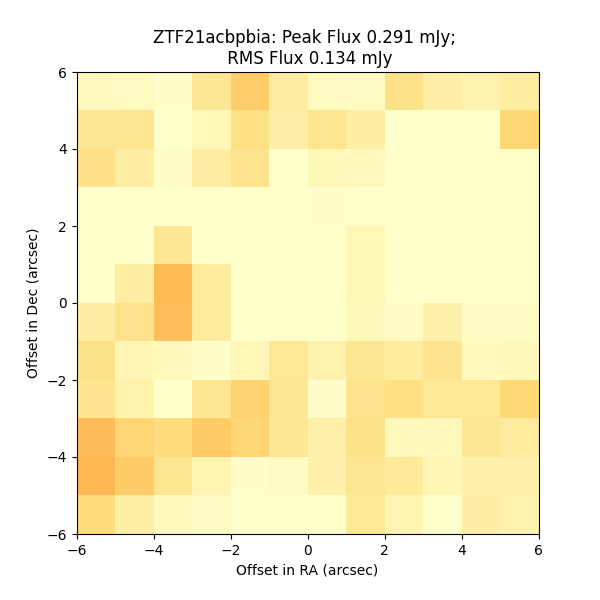 ZTF21acbpbia: Peak Flux 0.291 mJy;
RMS Flux 0.134 mJy
6
4
2
0
−2
−4
−6
Offset in Dec (arcsec)
−6 −4 −2 0 2 4 6
Offset in RA (arcsec)